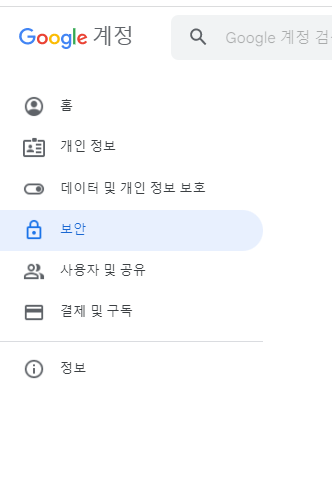 Google 계정
Google 계정 검
홈
개인 정보
데이터 및 개인 정보 보호
보안
사용자 및 공유
결제 및 구독
정보